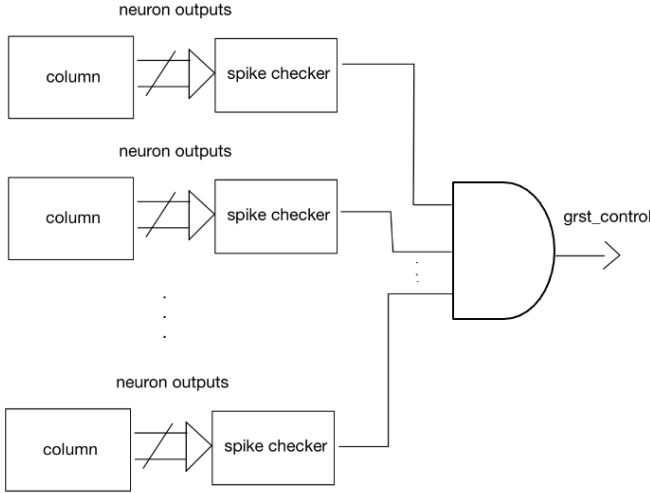 neuron outputs
column
spike checker
neuron outputs
column
spike checker
grst_control
neuron outputs
column
spike checker